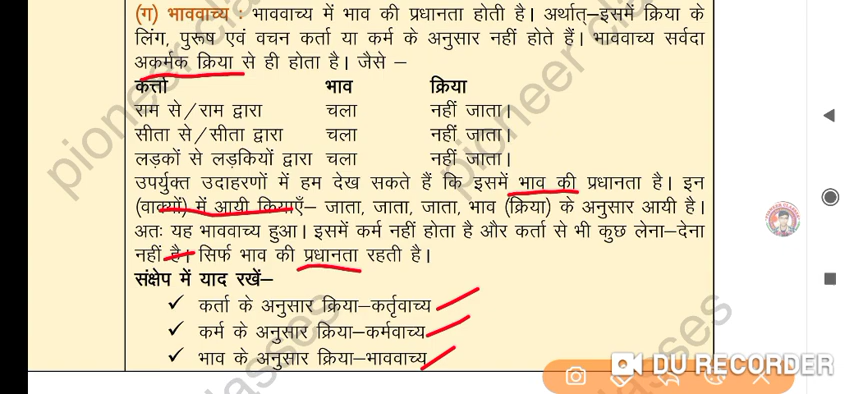 (ग) भाववाच्य : भाववाच्य में भाव की प्रधानता होती है। अर्थात्–इसमें क्रिया के
लिंग, पुरूष एवं वचन कर्ता या कर्म के अनुसार नहीं होते हैं। भाववाच्य सर्वदा
अकर्मक क्रिया से ही होता है। जैसे –
कर्त्ता भाव क्रिया
राम से/राम द्वारा चला नहीं जाता।
सीता से/सीता द्वारा चला नहीं जाता।
लड़कों से लड़कियों द्वारा चला नहीं जाता।
उपर्युक्त उदाहरणों में हम देख सकते हैं कि इसमें भाव की प्रधानता है। इन
(वाक्यों) में आयी क्रियाएँ– जाता, जाता, जाता, भाव (क्रिया) के अनुसार आयी है।
अतः यह भाववाच्य हुआ। इसमें कर्म नहीं होता है और कर्ता से भी कुछ लेना–देना
नहीं है। सिर्फ भाव की प्रधानता रहती है।
संक्षेप में याद रखें–
✓ कर्ता के अनुसार क्रिया–कर्तृवाच्य
✓ कर्म के अनुसार क्रिया–कर्मवाच्य
✓ भाव के अनुसार क्रिया–भाववाच्य
pioneer classes
DU RECORDER